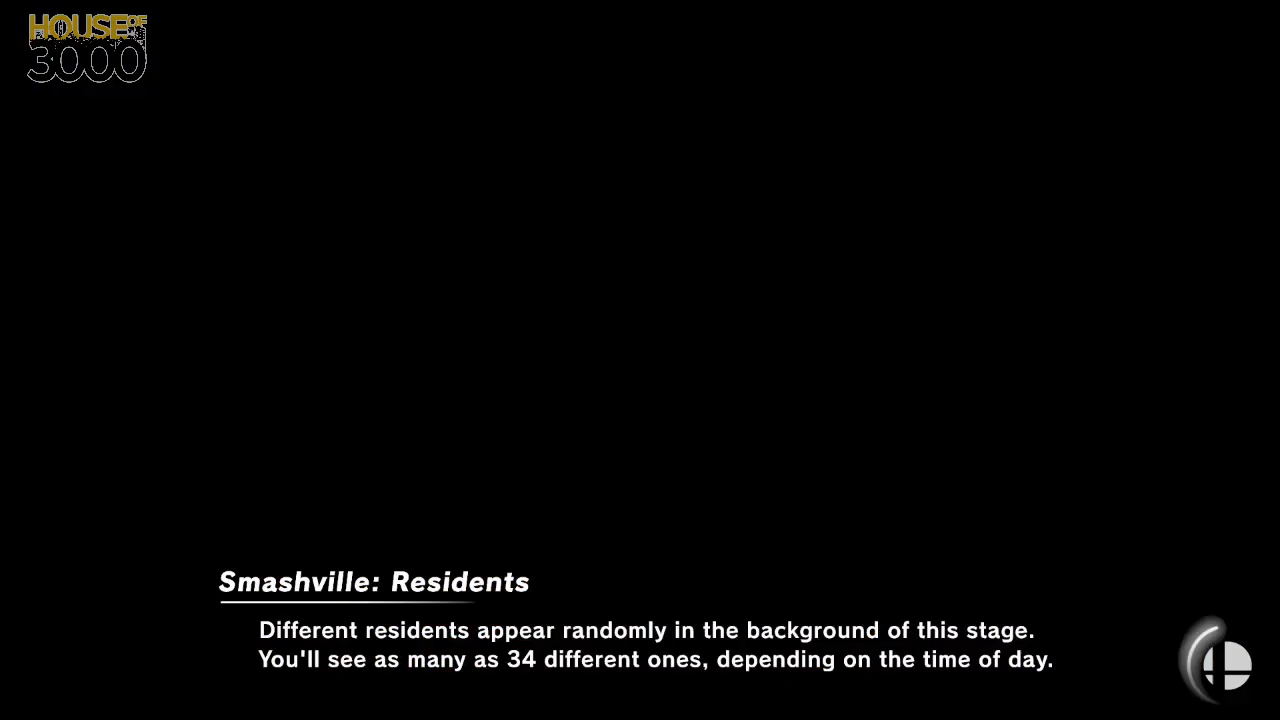 HOUSE OF
3000
Smashville: Residents
Different residents appear randomly in the background of this stage.
You'll see as many as 34 different ones, depending on the time of day.